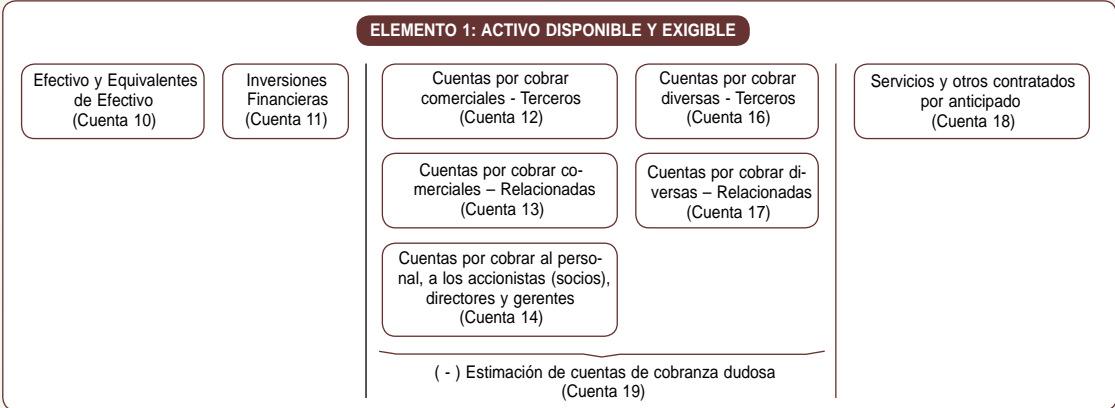 ELEMENTO 1: ACTIVO DISPONIBLE Y EXIGIBLE
Efectivo y Equivalentes
de Efectivo
(Cuenta 10)
Inversiones
Financieras
(Cuenta 11)
Cuentas por cobrar
comerciales - Terceros
(Cuenta 12)
Cuentas por cobrar
diversas - Terceros
(Cuenta 16)
Servicios y otros contratados
por anticipado
(Cuenta 18)
Cuentas por cobrar co-
merciales – Relacionadas
(Cuenta 13)
Cuentas por cobrar di-
versas – Relacionadas
(Cuenta 17)
Cuentas por cobrar al perso-
nal, a los accionistas (socios),
directores y gerentes
(Cuenta 14)
( - ) Estimación de cuentas de cobranza dudosa
(Cuenta 19)